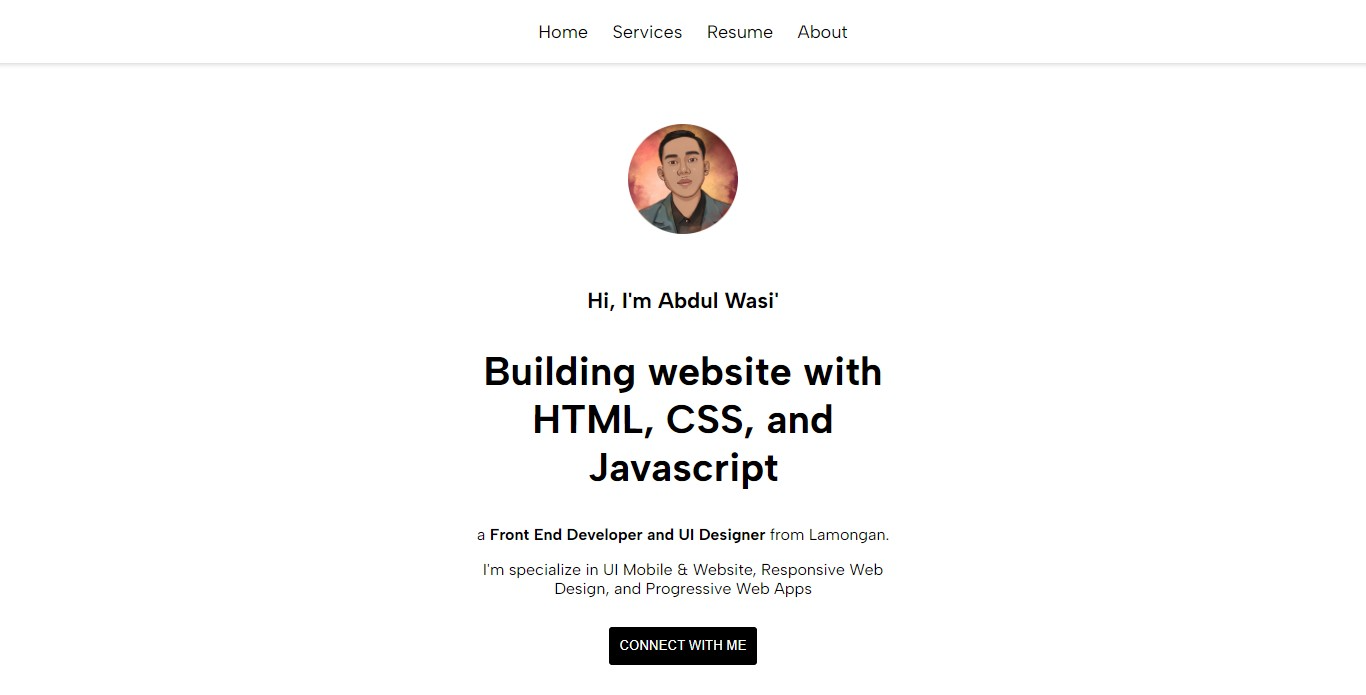 Home Services Resume About
Hi, I'm Abdul Wasi'
Building website with
HTML, CSS, and
Javascript
a Front End Developer and UI Designer from Lamongan.
I'm specialize in UI Mobile & Website, Responsive Web
Design, and Progressive Web Apps
CONNECT WITH ME